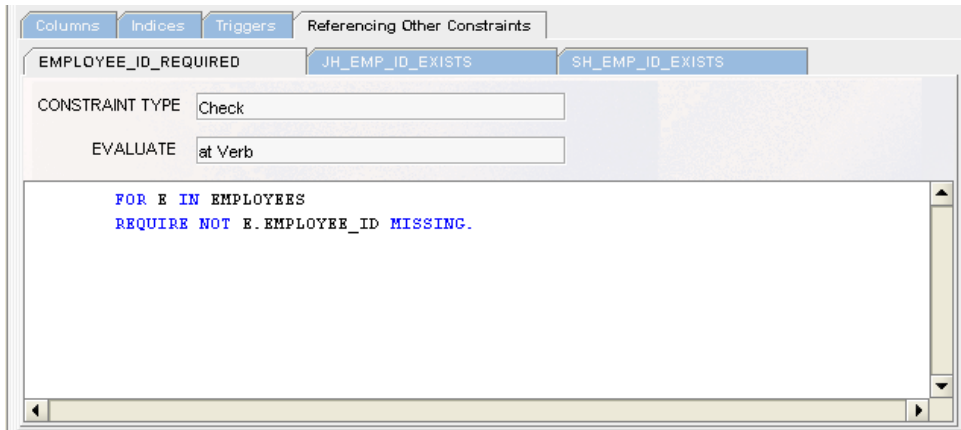 Columns Indices Triggers Referencing Other Constraints
EMPLOYEE_ID_REQUIRED JH_EMP_ID_EXISTS SH_EMP_ID_EXISTS
CONSTRAINT TYPE Check
EVALUATE at Verb
FOR E IN EMPLOYEES
REQUIRE NOT E.EMPLOYEE_ID MISSING.